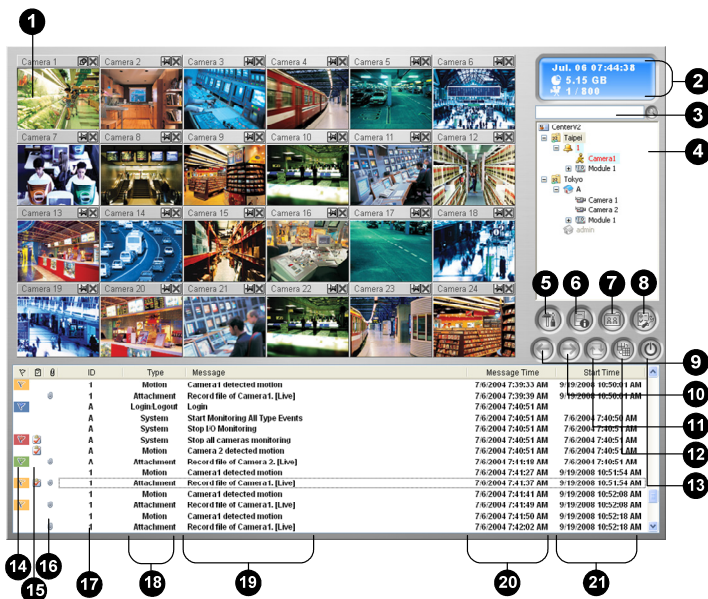 1
Camera 1 Camera 2 Camera 3 Camera 4 Camera 5 Camera 6
Jul. 06 07:44:38
5.15 GB
1 / 800
2
3
CenterV2
Taipei
1
Camera1
Module 1
Tokyo
A
Camera 1
Camera 2
Module 1
admin
4
Camera 7 Camera 8 Camera 9 Camera 10 Camera 11 Camera 12
Camera 13 Camera 14 Camera 15 Camera 16 Camera 17 Camera 18
Camera 19 Camera 20 Camera 21 Camera 22 Camera 23 Camera 24
5 6 7 8
9
10
11
12
13
ID Type Message Message Time Start Time
1 Motion Camera1 detected motion 7/6/2004 7:39:33 AM 9/19/2008 10:50:01 AM
1 Attachment Record file of Camera1. [Live] 7/6/2004 7:39:39 AM 9/19/2008 10:50:01 AM
A Login/Logout Login 7/6/2004 7:40:51 AM
A System Start Monitoring All Type Events 7/6/2004 7:40:51 AM 7/6/2004 7:40:50 AM
A System Stop I/O Monitoring 7/6/2004 7:40:51 AM 7/6/2004 7:40:51 AM
A System Stop all cameras monitoring 7/6/2004 7:40:51 AM 7/6/2004 7:40:51 AM
A Motion Camera 2 detected motion 7/6/2004 7:40:51 AM 7/6/2004 7:40:51 AM
A Attachment Record file of Camera 2. [Live] 7/6/2004 7:41:18 AM 7/6/2004 7:40:51 AM
1 Motion Camera1 detected motion 7/6/2004 7:41:27 AM 9/19/2008 10:51:54 AM
1 Attachment Record file of Camera1. [Live] 7/6/2004 7:41:37 AM 9/19/2008 10:51:54 AM
1 Motion Camera1 detected motion 7/6/2004 7:41:41 AM 9/19/2008 10:52:08 AM
1 Attachment Record file of Camera1. [Live] 7/6/2004 7:41:49 AM 9/19/2008 10:52:08 AM
1 Motion Camera1 detected motion 7/6/2004 7:41:50 AM 9/19/2008 10:52:18 AM
1 Attachment Record file of Camera1. [Live] 7/6/2004 7:42:02 AM 9/19/2008 10:52:18 AM
14 15 16 17 18 19 20 21